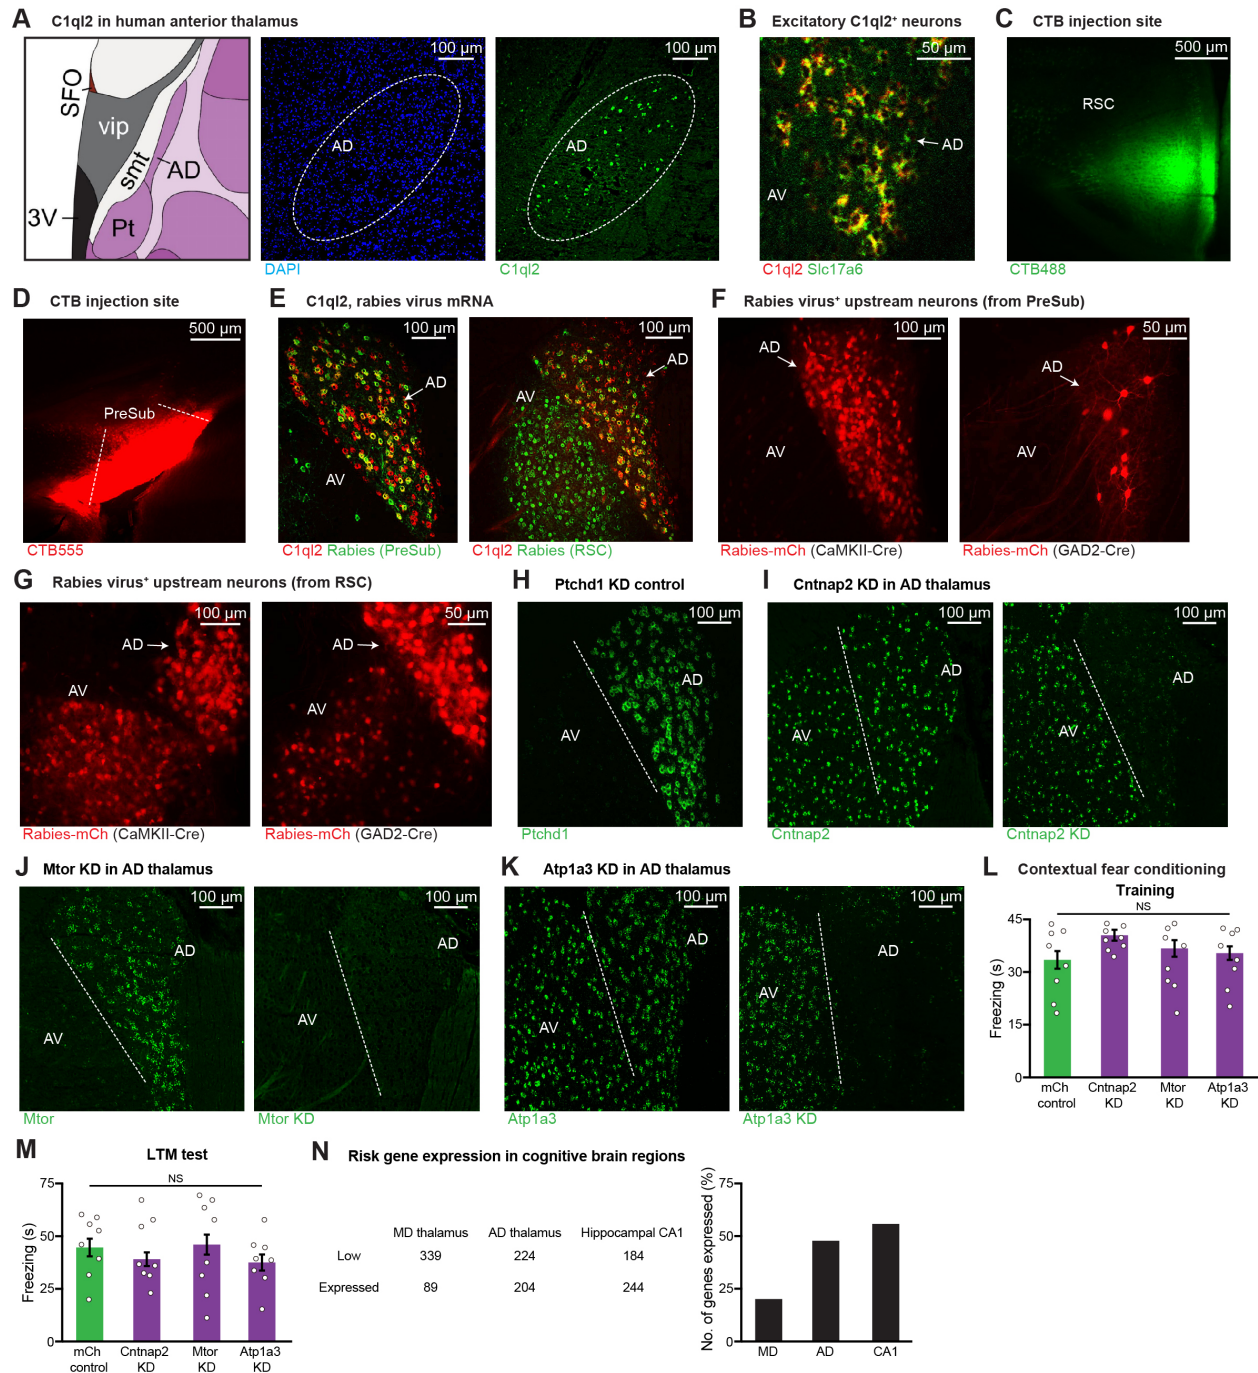 A C1ql2 in human anterior thalamus
SFO
vip
smt
AD
3V
Pt
100 µm
AD
DAPI
100 µm
AD
C1ql2
B Excitatory C1ql2⁺ neurons
50 µm
AD
AV
C1ql2 Slc17a6
C CTB injection site
500 µm
RSC
CTB488
D CTB injection site
500 µm
PreSub
CTB555
E C1ql2, rabies virus mRNA
100 µm
AD
AV
C1ql2 Rabies (PreSub)
100 µm
AD
AV
C1ql2 Rabies (RSC)
F Rabies virus⁺ upstream neurons (from PreSub)
100 µm
AD
AV
Rabies-mCh (CaMKII-Cre)
50 µm
AD
AV
Rabies-mCh (GAD2-Cre)
G Rabies virus⁺ upstream neurons (from RSC)
100 µm
AD
AV
Rabies-mCh (CaMKII-Cre)
50 µm
AD
AV
Rabies-mCh (GAD2-Cre)
H Ptchd1 KD control
100 µm
AD
AV
Ptchd1
I Cntnap2 KD in AD thalamus
100 µm
AD
AV
Cntnap2
100 µm
AD
AV
Cntnap2 KD
J Mtor KD in AD thalamus
100 µm
AD
AV
Mtor
100 µm
AD
AV
Mtor KD
K Atp1a3 KD in AD thalamus
100 µm
AD
AV
Atp1a3
100 µm
AD
AV
Atp1a3 KD
L Contextual fear conditioning
Training
NS
45
30
15
0
Freezing (s)
mCh control
Cntnap2 KD
Mtor KD
Atp1a3 KD
M LTM test
NS
75
50
25
0
Freezing (s)
mCh control
Cntnap2 KD
Mtor KD
Atp1a3 KD
N Risk gene expression in cognitive brain regions
MD thalamus AD thalamus Hippocampal CA1
Low 339 224 184
Expressed 89 204 244
No. of genes expressed (%)
75
50
25
0
MD AD CA1